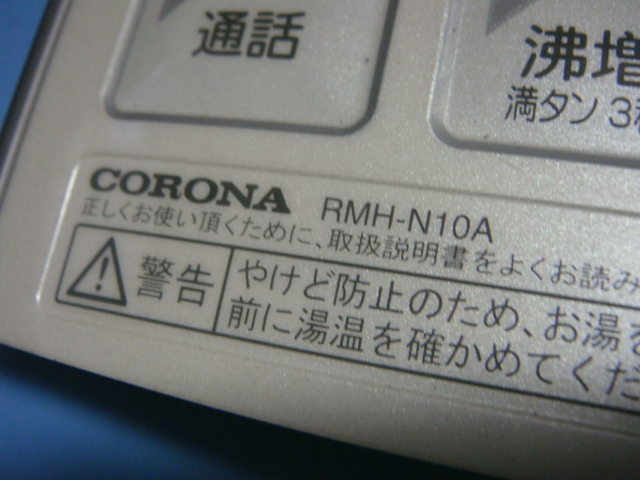 通話
沸増
満タン3秒
CORONA RMH-N10A
正しくお使い頂くために、取扱説明書をよくお読み
警告
やけど防止のため、お湯を
前に湯温を確かめてくだ